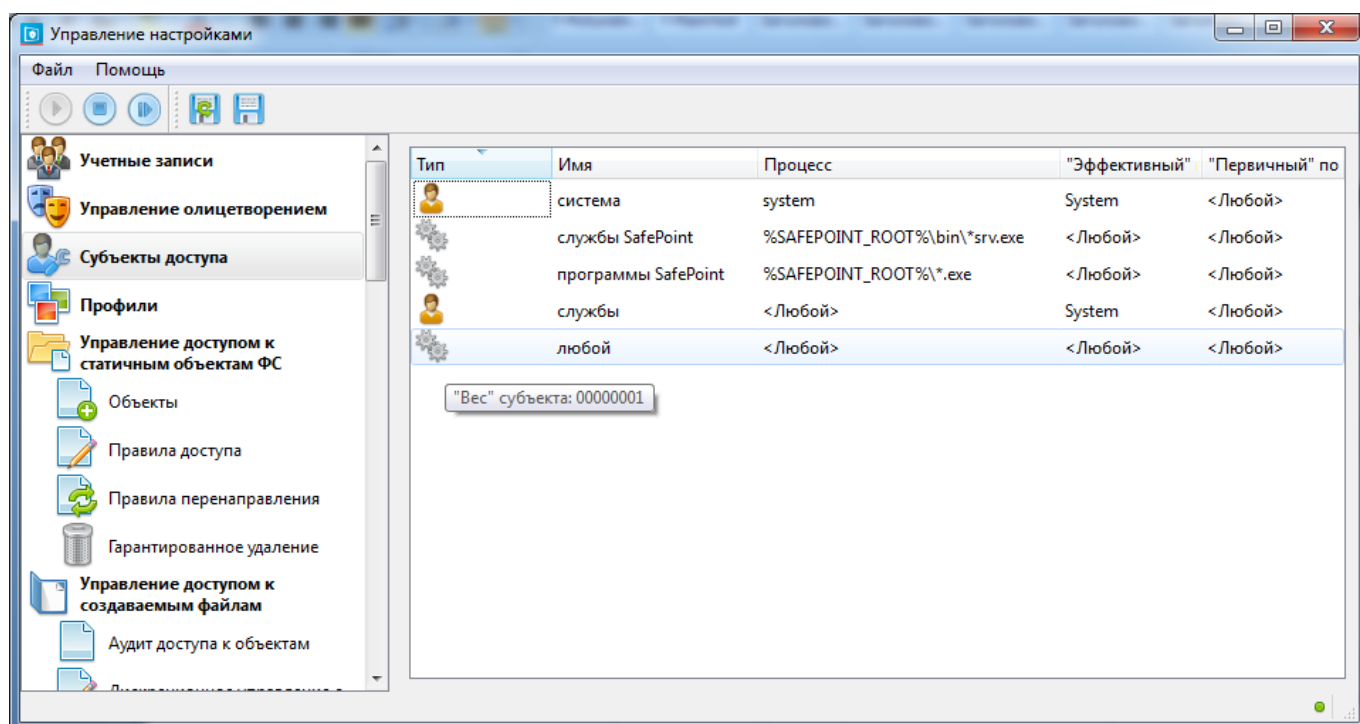 Управление настройками
Файл Помощь
Учетные записи
Управление олицетворением
Субъекты доступа
Профили
Управление доступом к
статичным объектам ФС
Объекты
Правила доступа
Правила перенаправления
Гарантированное удаление
Управление доступом к
создаваемым файлам
Аудит доступа к объектам
Тип Имя Процесс "Эффективный" "Первичный" по
система system System <Любой>
службы SafePoint %SAFEPOINT_ROOT%\bin\*srv.exe <Любой> <Любой>
программы SafePoint %SAFEPOINT_ROOT%\*.exe <Любой> <Любой>
службы <Любой> System <Любой>
любой <Любой> <Любой> <Любой>
"Вес" субъекта: 00000001